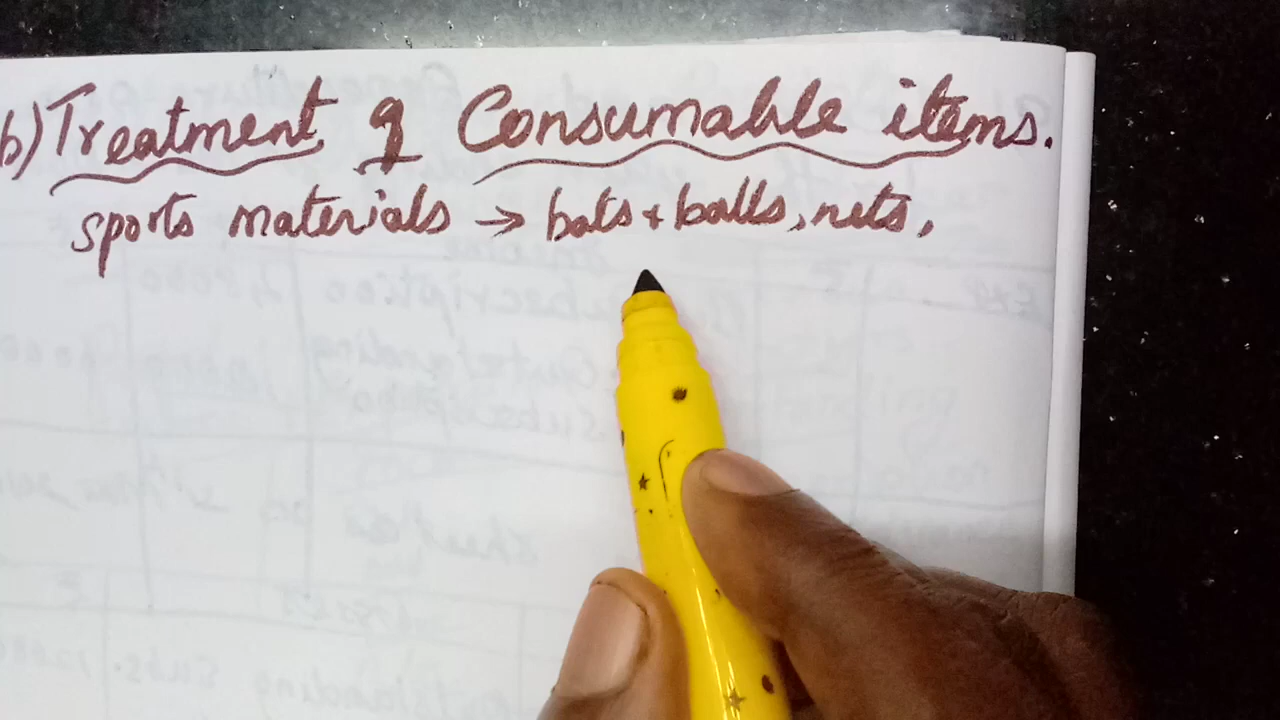 b) Treatment of Consumable items.
sports materials → bats + balls, nets,